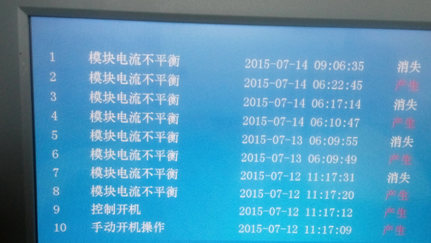 1 模块电流不平衡 2015-07-14 09:06:35 消失
2 模块电流不平衡 2015-07-14 06:22:45 产生
3 模块电流不平衡 2015-07-14 06:17:14 消失
4 模块电流不平衡 2015-07-14 06:10:47 产生
5 模块电流不平衡 2015-07-13 06:09:55 消失
6 模块电流不平衡 2015-07-13 06:09:49 产生
7 模块电流不平衡 2015-07-12 11:17:31 消失
8 模块电流不平衡 2015-07-12 11:17:20 产生
9 控制开机 2015-07-12 11:17:12 产生
10 手动开机操作 2015-07-12 11:17:09 产生